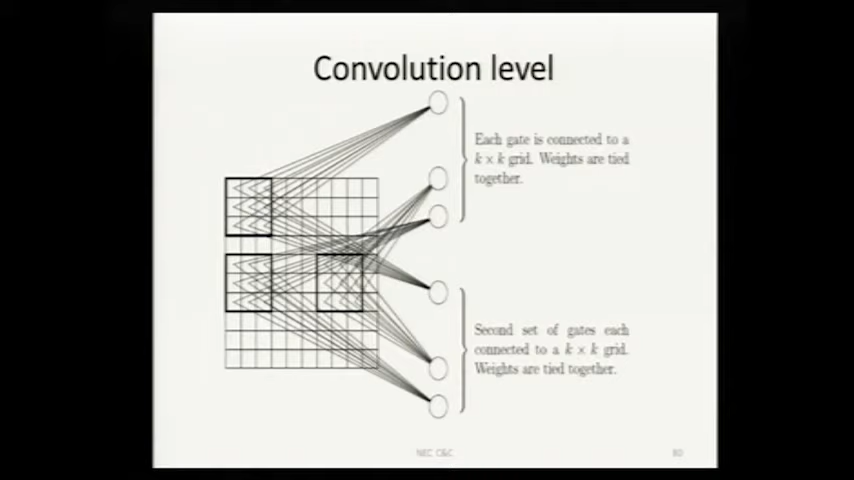 Convolution level
Each gate is connected to a
k × k grid. Weights are tied
together.
Second set of gates each
connected to a k × k grid.
Weights are tied together.
NEC C&C
80